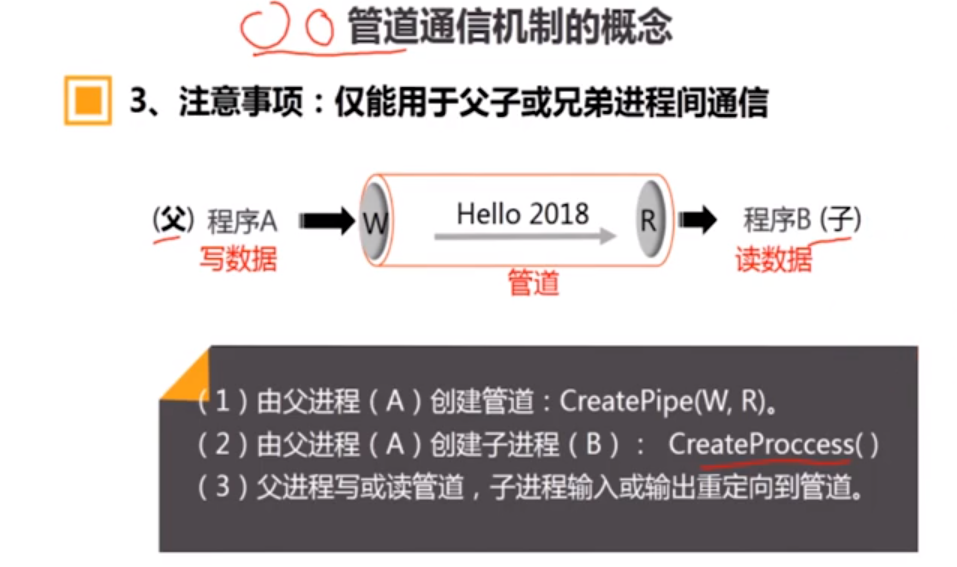 管道通信机制的概念
3、注意事项：仅能用于父子或兄弟进程间通信
(父) 程序A
写数据
W
Hello 2018
R
管道
程序B (子)
读数据
（1）由父进程（A）创建管道：CreatePipe(W, R)。
（2）由父进程（A）创建子进程（B）： CreateProccess( )
（3）父进程写或读管道，子进程输入或输出重定向到管道。